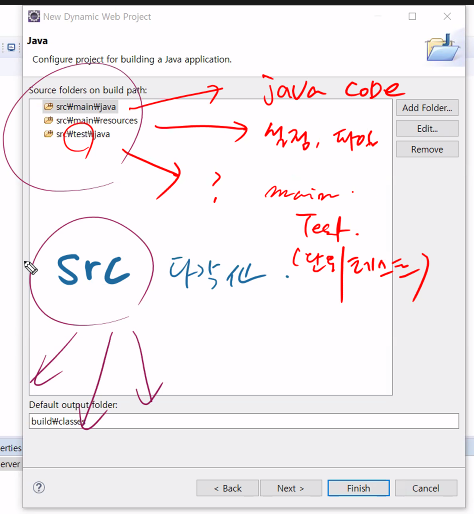 New Dynamic Web Project
Java
Configure project for building a Java application.
Source folders on build path:
src₩main₩java
src₩main₩resources
src₩test₩java
Add Folder...
Edit...
Remove
java code
설정, 파일
?
main.
Test.
(단위 테스트)
src 다각선.
Default output folder:
build₩classes
erties
erver
?
< Back
Next >
Finish
Cancel